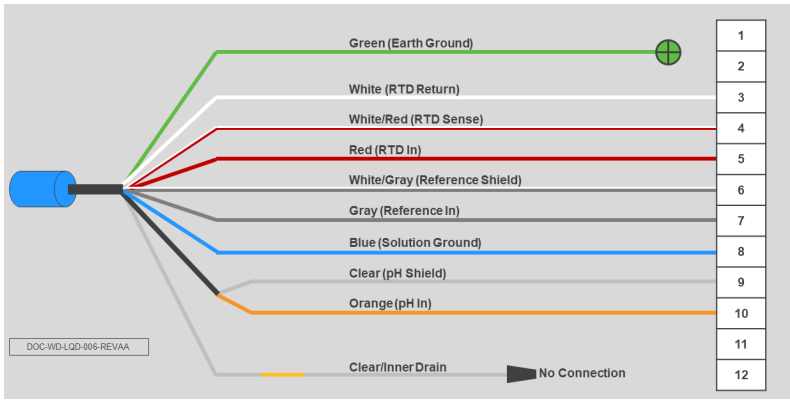 Green (Earth Ground)
1
2
White (RTD Return)
3
White/Red (RTD Sense)
4
Red (RTD In)
5
White/Gray (Reference Shield)
6
Gray (Reference In)
7
Blue (Solution Ground)
8
Clear (pH Shield)
9
Orange (pH In)
10
DOC-WD-LQD-006-REVAA
11
Clear/Inner Drain
No Connection
12